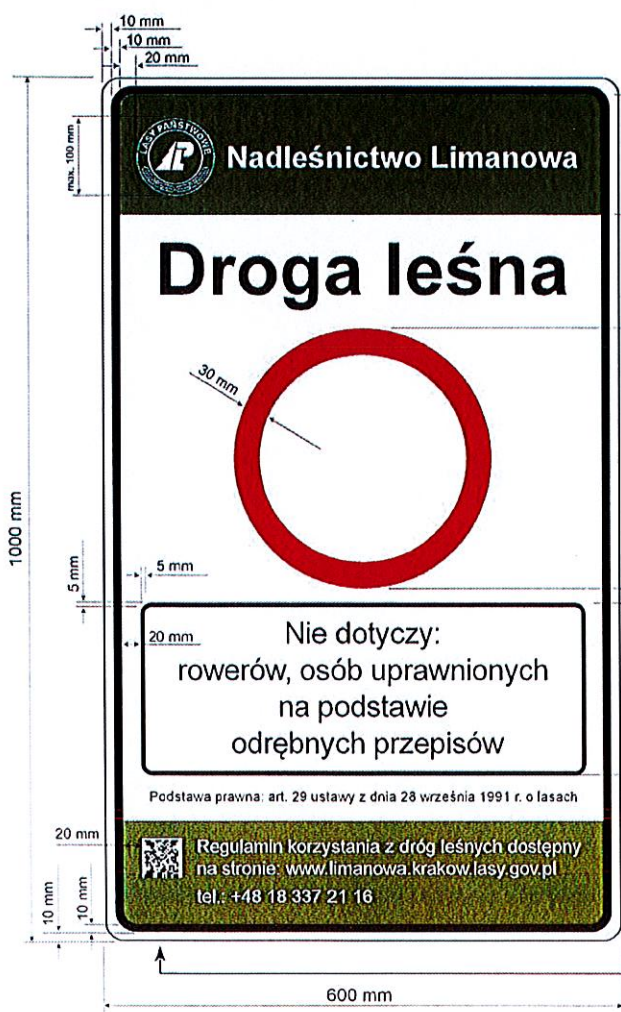 10 mm
10 mm
20 mm
max. 100 mm
LASY PAŃSTWOWE
Nadleśnictwo Limanowa
Droga leśna
30 mm
1000 mm
5 mm
5 mm
20 mm
Nie dotyczy:
rowerów, osób uprawnionych
na podstawie
odrębnych przepisów
Podstawa prawna: art. 29 ustawy z dnia 28 września 1991 r. o lasach
20 mm
Regulamin korzystania z dróg leśnych dostępny
na stronie: www.limanowa.krakow.lasy.gov.pl
tel.: +48 18 337 21 16
10 mm
10 mm
600 mm